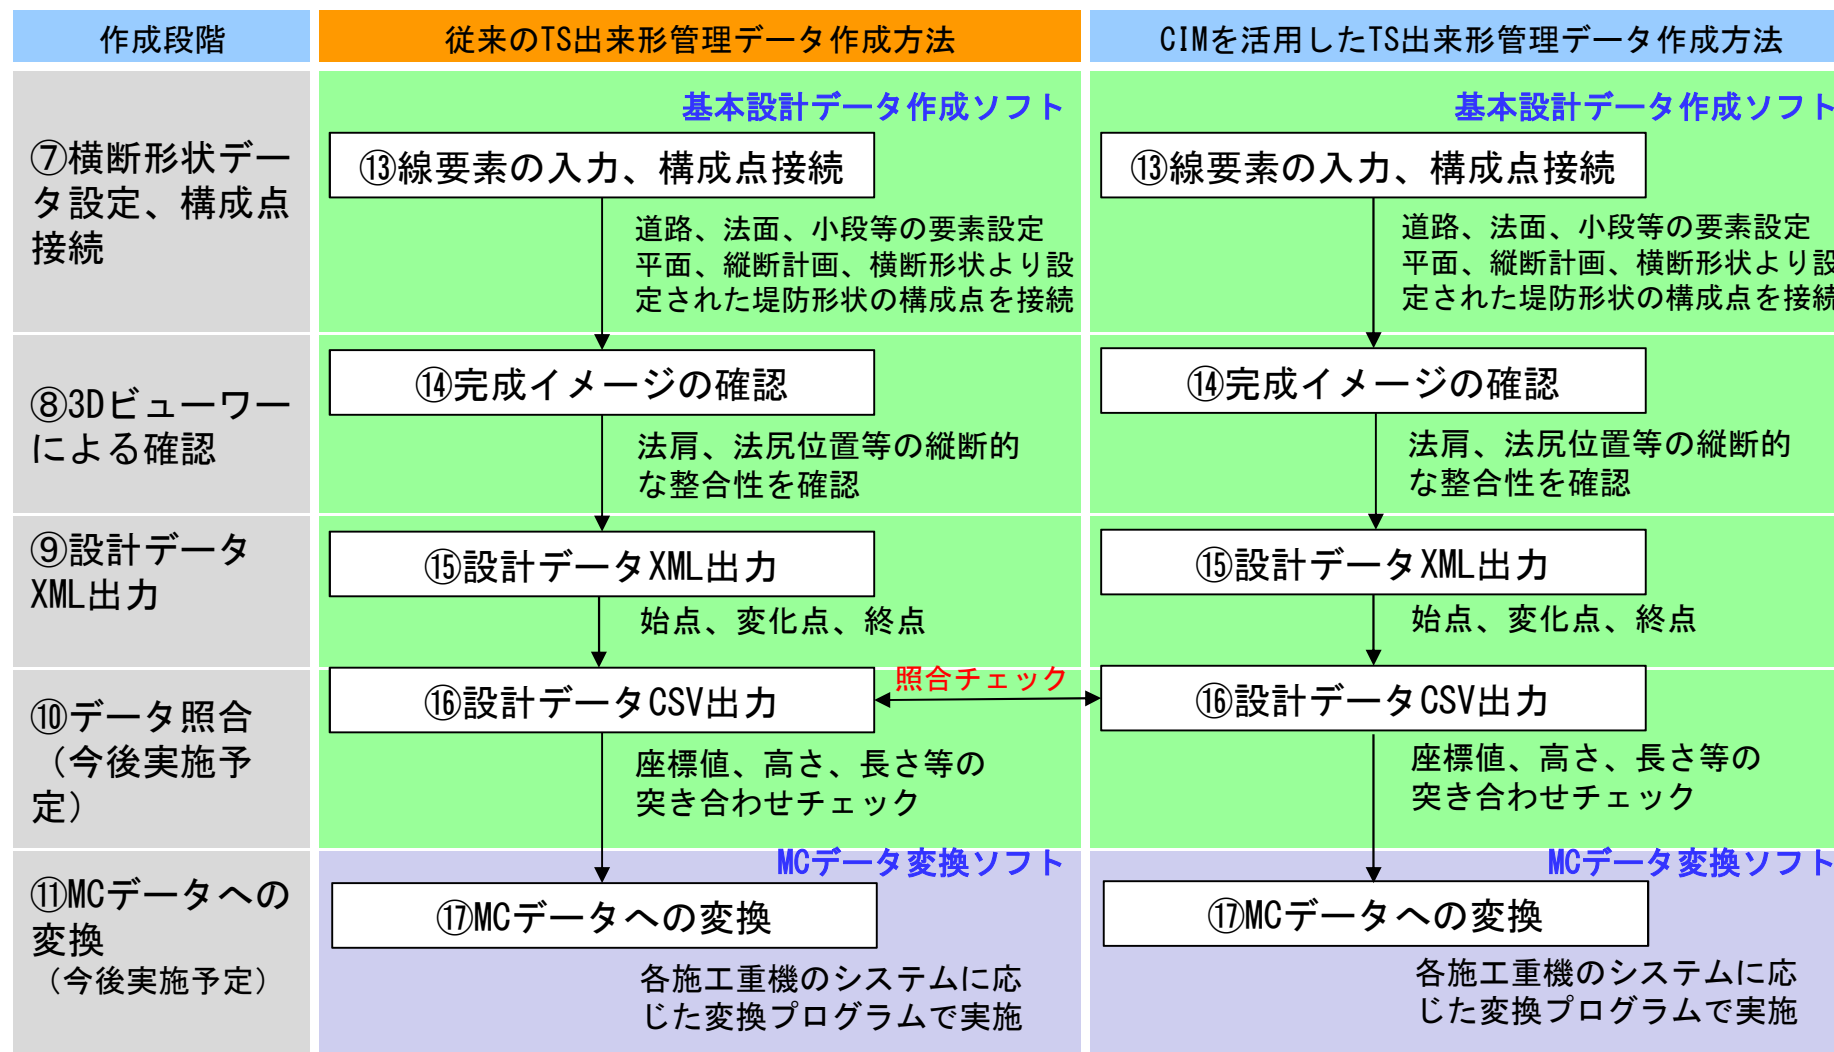 作成段階
従来のTS出来形管理データ作成方法
CIMを活用したTS出来形管理データ作成方法
⑦横断形状デー
タ設定、構成点
接続
基本設計データ作成ソフト
⑬線要素の入力、構成点接続
道路、法面、小段等の要素設定
平面、縦断計画、横断形状より設
定された堤防形状の構成点を接続
基本設計データ作成ソフト
⑬線要素の入力、構成点接続
道路、法面、小段等の要素設定
平面、縦断計画、横断形状より設
定された堤防形状の構成点を接続
⑧3Dビューワー
による確認
⑭完成イメージの確認
法肩、法尻位置等の縦断的
な整合性を確認
⑭完成イメージの確認
法肩、法尻位置等の縦断的
な整合性を確認
⑨設計データ
XML出力
⑮設計データXML出力
始点、変化点、終点
⑮設計データXML出力
始点、変化点、終点
⑩データ照合
（今後実施予
定）
⑯設計データCSV出力
照合チェック
座標値、高さ、長さ等の
突き合わせチェック
⑯設計データCSV出力
座標値、高さ、長さ等の
突き合わせチェック
⑪MCデータへの
変換
（今後実施予定）
MCデータ変換ソフト
⑰MCデータへの変換
各施工重機のシステムに応
じた変換プログラムで実施
MCデータ変換ソフト
⑰MCデータへの変換
各施工重機のシステムに応
じた変換プログラムで実施